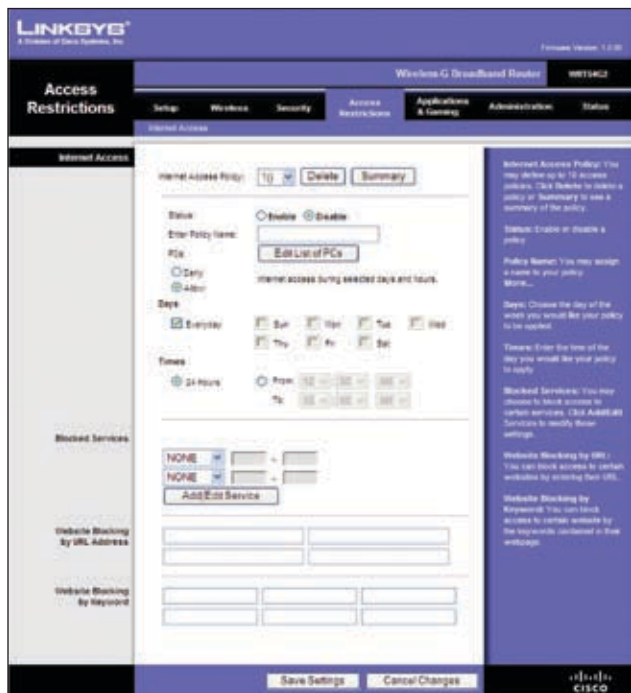 LINKSYS®
A Division of Cisco Systems, Inc.
Firmware Version: 1.0.00
Wireless-G Broadband Router WRT54G2
Access
Restrictions
Setup Wireless Security Access Restrictions Applications & Gaming Administration Status
Internet Access
Internet Access
Internet Access Policy: 10 Delete Summary
Status: Enable Disable
Enter Policy Name:
PCs: Edit List of PCs
Deny
Allow
Internet access during selected days and hours.
Days
Everyday Sun Mon Tue Wed
Thu Fri Sat
Times
24 Hours From:
To:
Blocked Services
NONE ~
NONE ~
Add/Edit Service
Website Blocking
by URL Address
Website Blocking
by Keyword
Internet Access Policy: You
may define up to 10 access
policies. Click Delete to delete a
policy or Summary to see a
summary of the policy.
Status: Enable or disable a
policy.
Policy Name: You may assign
a name to your policy.
More...
Days: Choose the day of the
week you would like your policy
to be applied.
Times: Enter the time of the
day you would like your policy
to apply.
Blocked Services: You may
choose to block access to
certain services. Click Add/Edit
Services to modify these
settings.
Website Blocking by URL:
You can block access to certain
websites by entering their URL.
Website Blocking by
Keyword: You can block
access to certain website by
the keywords contained in their
webpage.
Save Settings Cancel Changes
CISCO